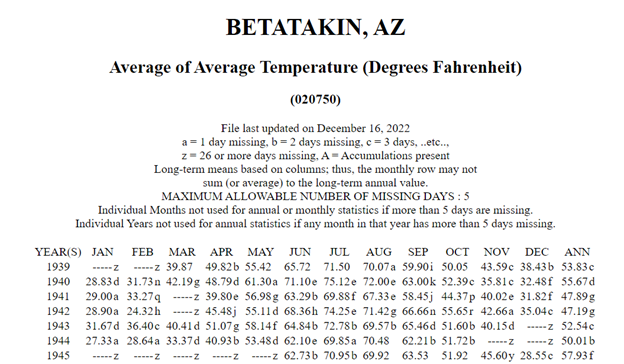 BETATAKIN, AZ
Average of Average Temperature (Degrees Fahrenheit)
(020750)
File last updated on December 16, 2022
a = 1 day missing, b = 2 days missing, c = 3 days, ..etc..,
z = 26 or more days missing, A = Accumulations present
Long-term means based on columns; thus, the monthly row may not
sum (or average) to the long-term annual value.
MAXIMUM ALLOWABLE NUMBER OF MISSING DAYS : 5
Individual Months not used for annual or monthly statistics if more than 5 days are missing.
Individual Years not used for annual statistics if any month in that year has more than 5 days missing.
YEAR(S) JAN FEB MAR APR MAY JUN JUL AUG SEP OCT NOV DEC ANN
1939 -----z -----z 39.87 49.82b 55.42 65.72 71.50 70.07a 59.90i 50.05 43.59c 38.43b 53.83c
1940 28.83d 31.73n 42.19g 48.79d 61.30a 71.10e 75.12e 72.00e 63.00k 52.39c 35.81c 32.48f 55.67d
1941 29.00a 33.27q -----z 39.80e 56.98g 63.29b 69.88f 67.33e 58.45j 44.37p 40.02e 31.82f 47.89g
1942 28.90a 24.32h -----z 45.48j 55.11d 68.36h 74.25e 71.42g 66.66n 55.65r 42.66a 35.04c 47.19g
1943 31.67d 36.40c 40.41d 51.07g 58.14f 64.84b 72.78b 69.57b 65.46d 51.60b 40.15d -----z 52.54c
1944 27.33a 28.64a 33.37d 40.93b 53.48d 62.10e 69.85a 70.48 62.21b 51.72b -----z -----z 50.01b
1945 -----z -----z -----z -----z -----z 62.73b 70.95b 69.92 63.53 51.92 45.60y 28.55c 57.93f